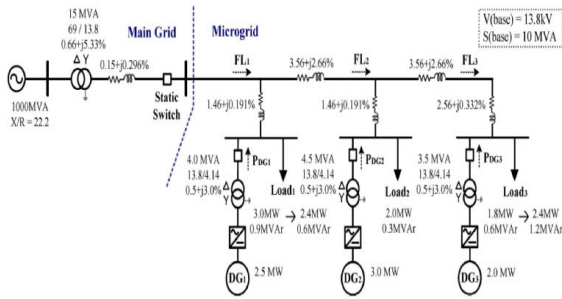 15 MVA
69 / 13.8
0.66+j5.33%
Δ Y
Main Grid
Microgrid
V(base) = 13.8kV
S(base) = 10 MVA
0.15+j0.296%
FL1
3.56+j2.66%
FL2
3.56+j2.66%
FL3
1000MVA
X/R = 22.2
Static
Switch
1.46+j0.191%
1.46+j0.191%
2.56+j0.332%
4.0 MVA
13.8/4.14
0.5+j3.0%
Δ
Y
PDG1
Load1
3.0MW → 2.4MW
0.9MVAr 0.6MVAr
DG1
2.5 MW
4.5 MVA
13.8/4.14
0.5+j3.0%
Δ
Y
PDG2
Load2
2.0MW
0.3MVAr
DG2
3.0 MW
3.5 MVA
13.8/4.14
0.5+j3.0%
Δ
Y
PDG3
Load3
1.8MW → 2.4MW
0.6MVAr 1.2MVAr
DG3
2.0 MW